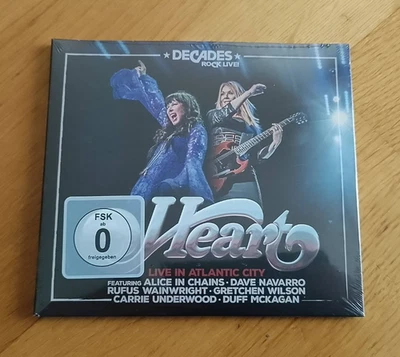 DECADES
ROCK LIVE!
Heart
FSK
ab
0
freigegeben
LIVE IN ATLANTIC CITY
FEATURING ALICE IN CHAINS · DAVE NAVARRO
RUFUS WAINWRIGHT · GRETCHEN WILSON
CARRIE UNDERWOOD · DUFF MCKAGAN